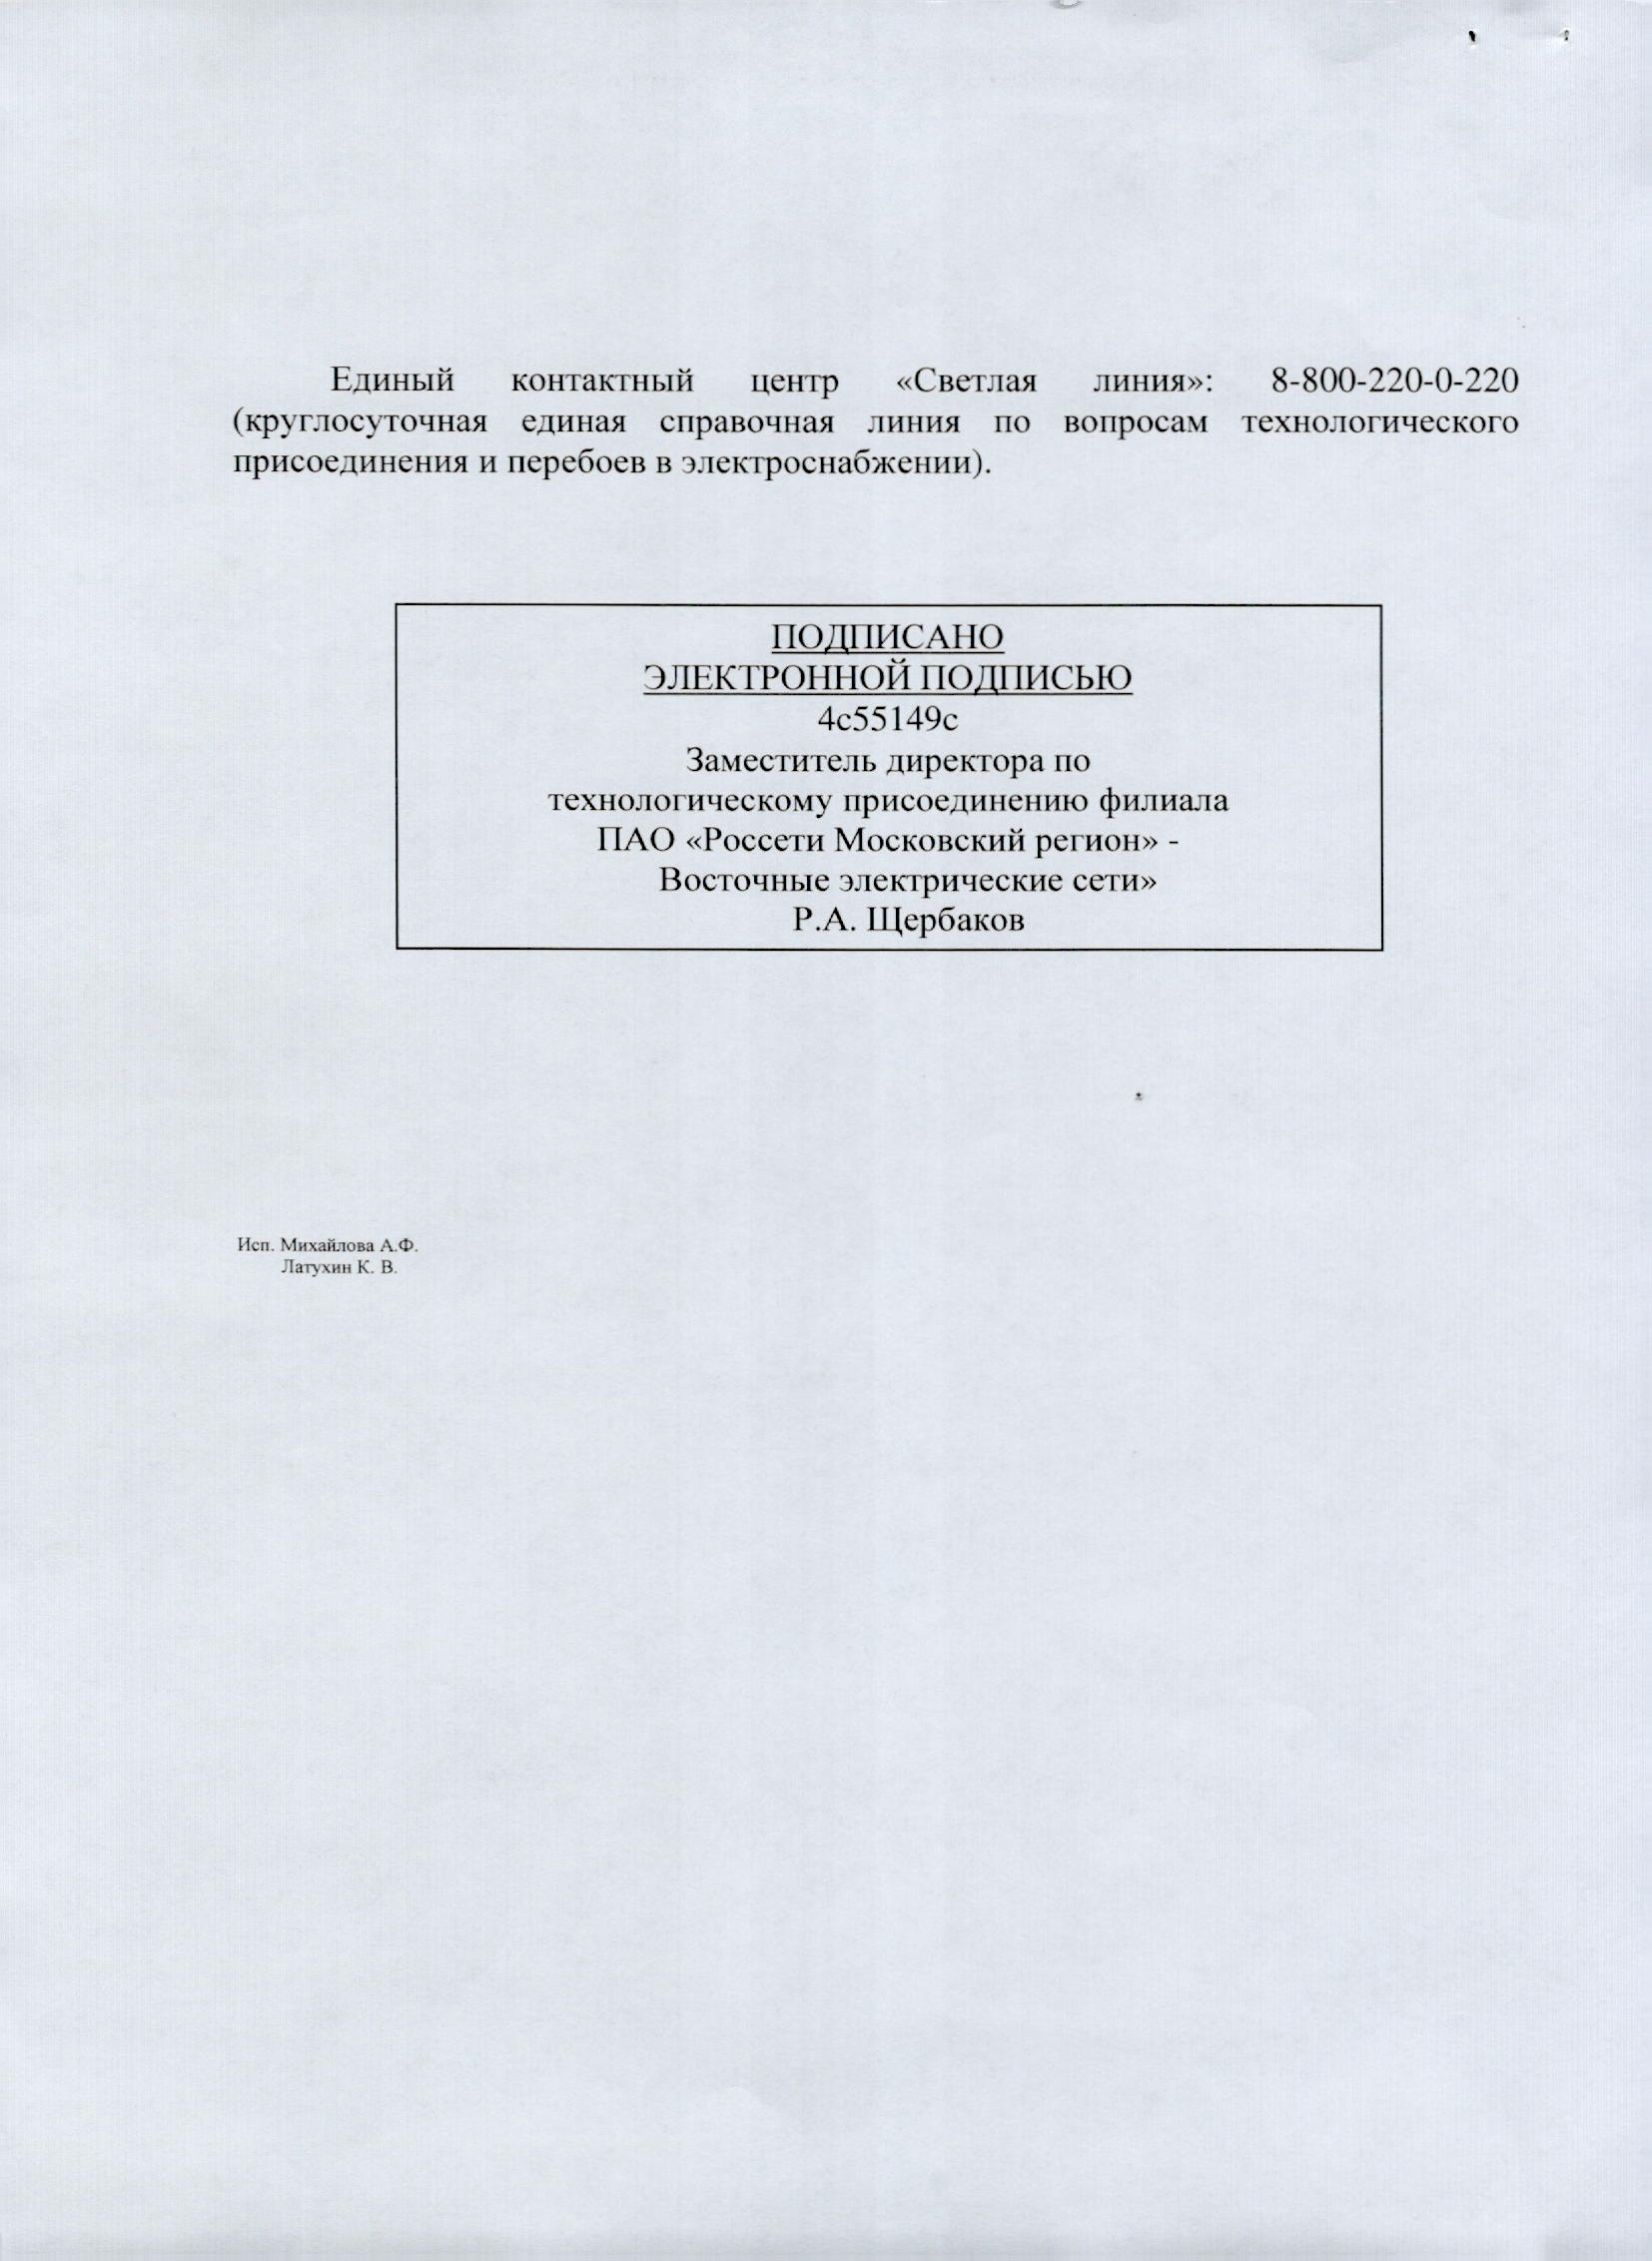 Единый контактный центр «Светлая линия»: 8-800-220-0-220
(круглосуточная единая справочная линия по вопросам технологического
присоединения и перебоев в электроснабжении).
ПОДПИСАНО
ЭЛЕКТРОННОЙ ПОДПИСЬЮ
4c55149c
Заместитель директора по
технологическому присоединению филиала
ПАО «Россети Московский регион» -
Восточные электрические сети»
Р.А. Щербаков
Исп. Михайлова А.Ф.
Латухин К. В.